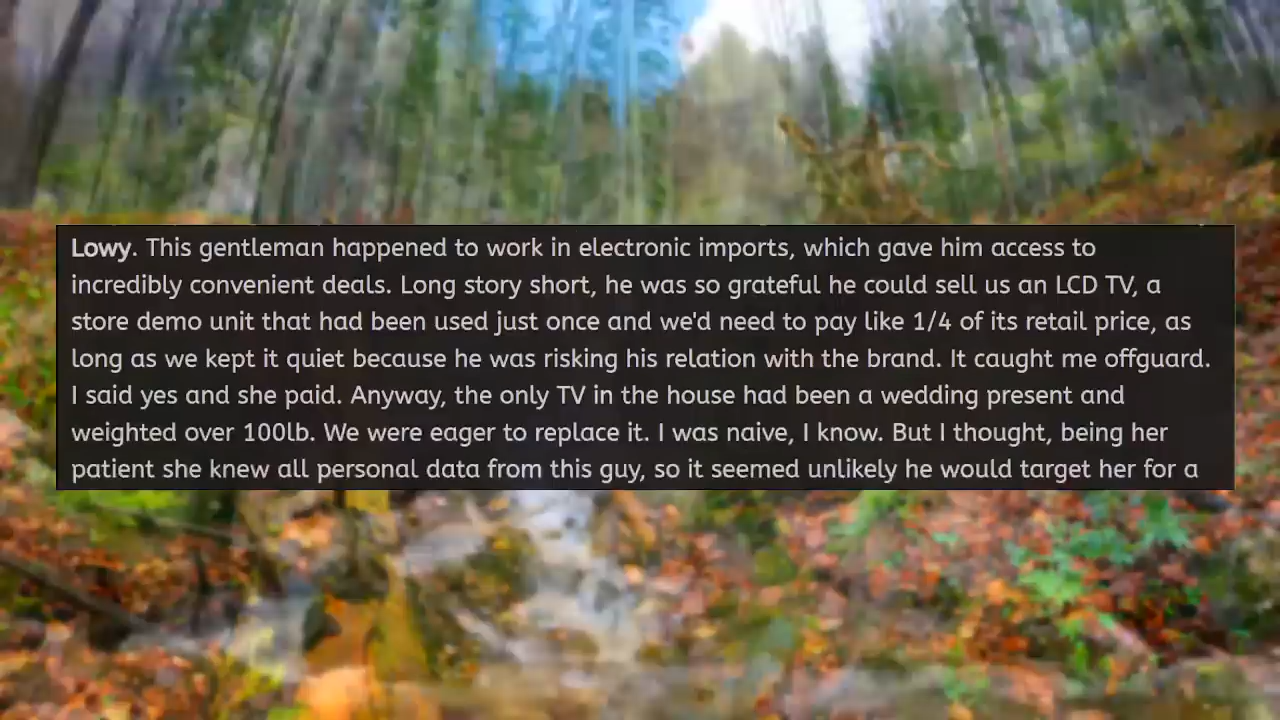 Lowy. This gentleman happened to work in electronic imports, which gave him access to
incredibly convenient deals. Long story short, he was so grateful he could sell us an LCD TV, a
store demo unit that had been used just once and we'd need to pay like 1/4 of its retail price, as
long as we kept it quiet because he was risking his relation with the brand. It caught me offguard.
I said yes and she paid. Anyway, the only TV in the house had been a wedding present and
weighted over 100lb. We were eager to replace it. I was naive, I know. But I thought, being her
patient she knew all personal data from this guy, so it seemed unlikely he would target her for a